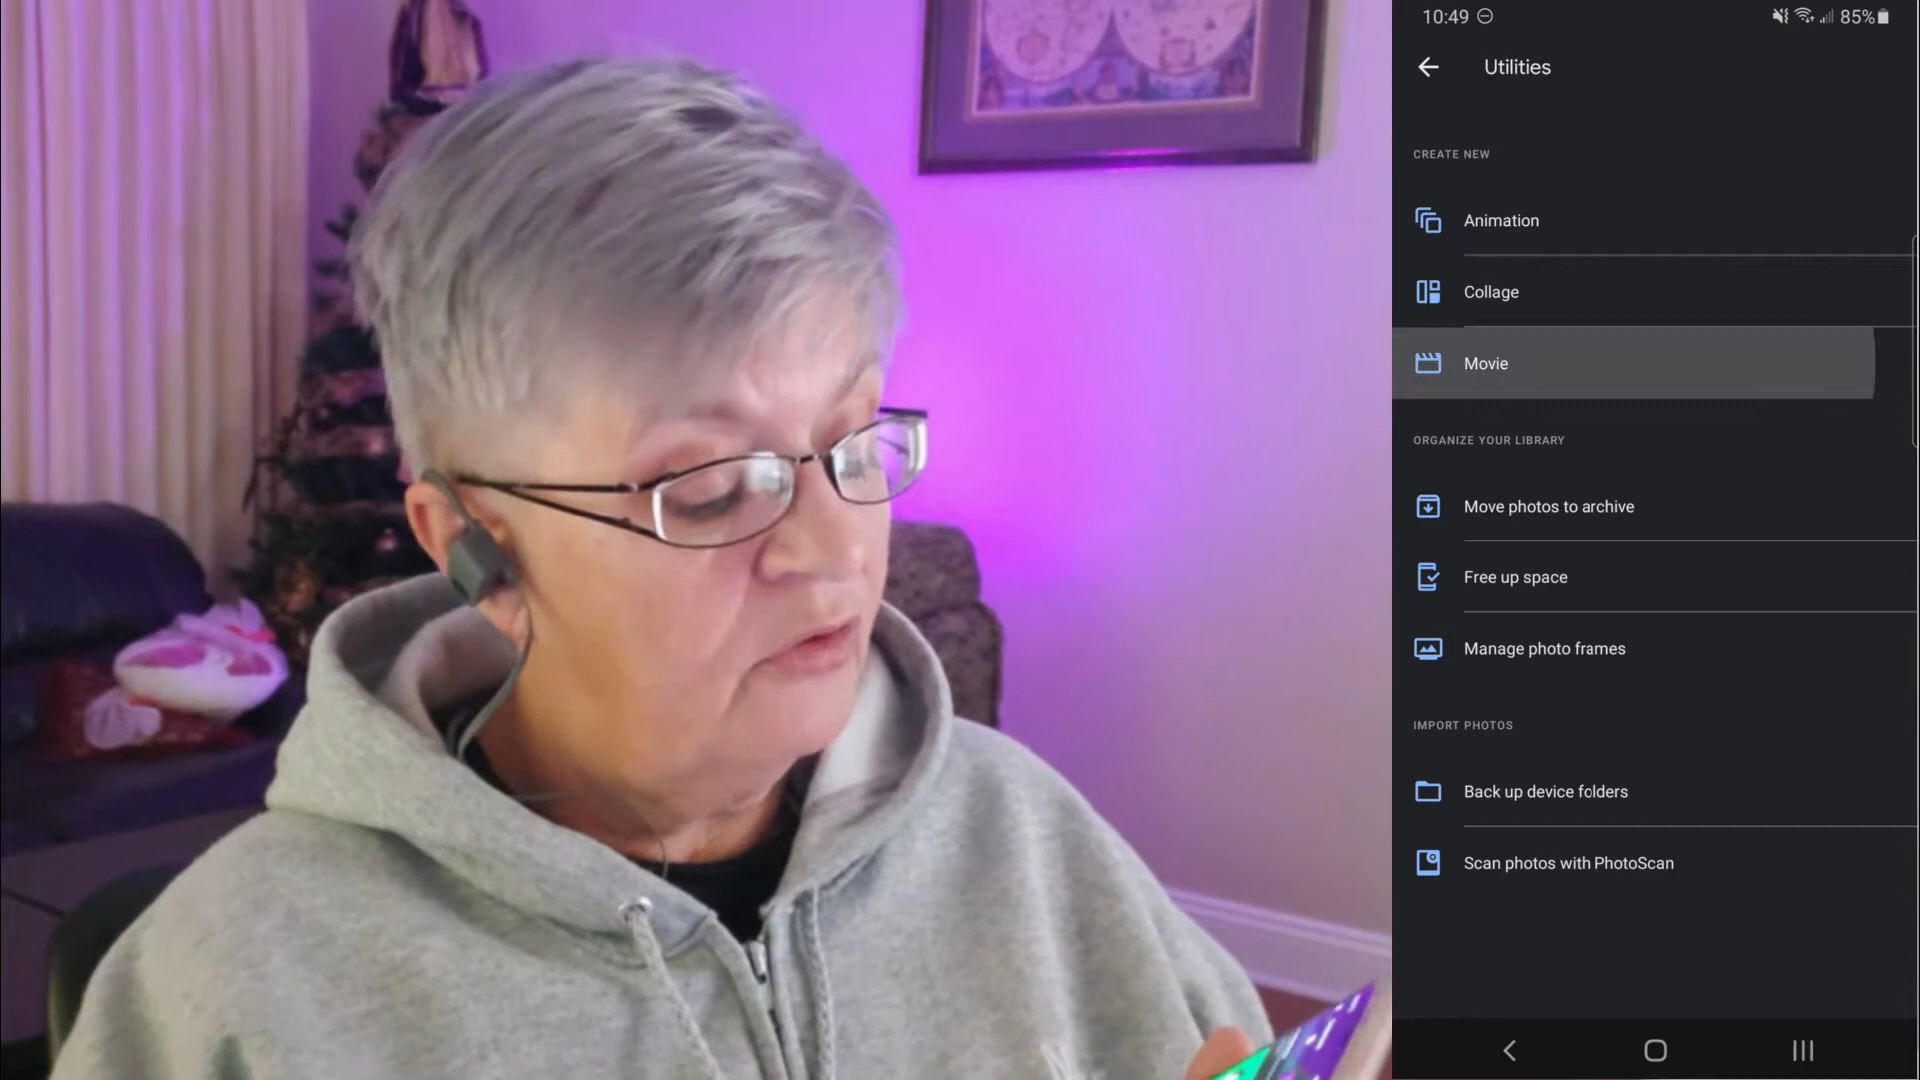 10:49
85%
Utilities
CREATE NEW
Animation
Collage
Movie
ORGANIZE YOUR LIBRARY
Move photos to archive
Free up space
Manage photo frames
IMPORT PHOTOS
Back up device folders
Scan photos with PhotoScan